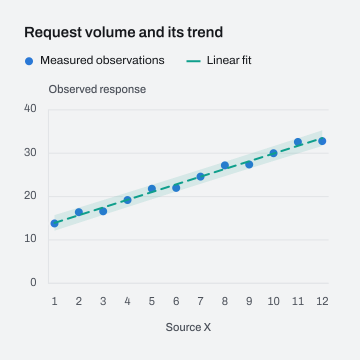 Request volume and its trend
Measured observations
Linear fit
Observed response
40
30
20
10
0
1 2 3 4 5 6 7 8 9 10 11 12
Source X